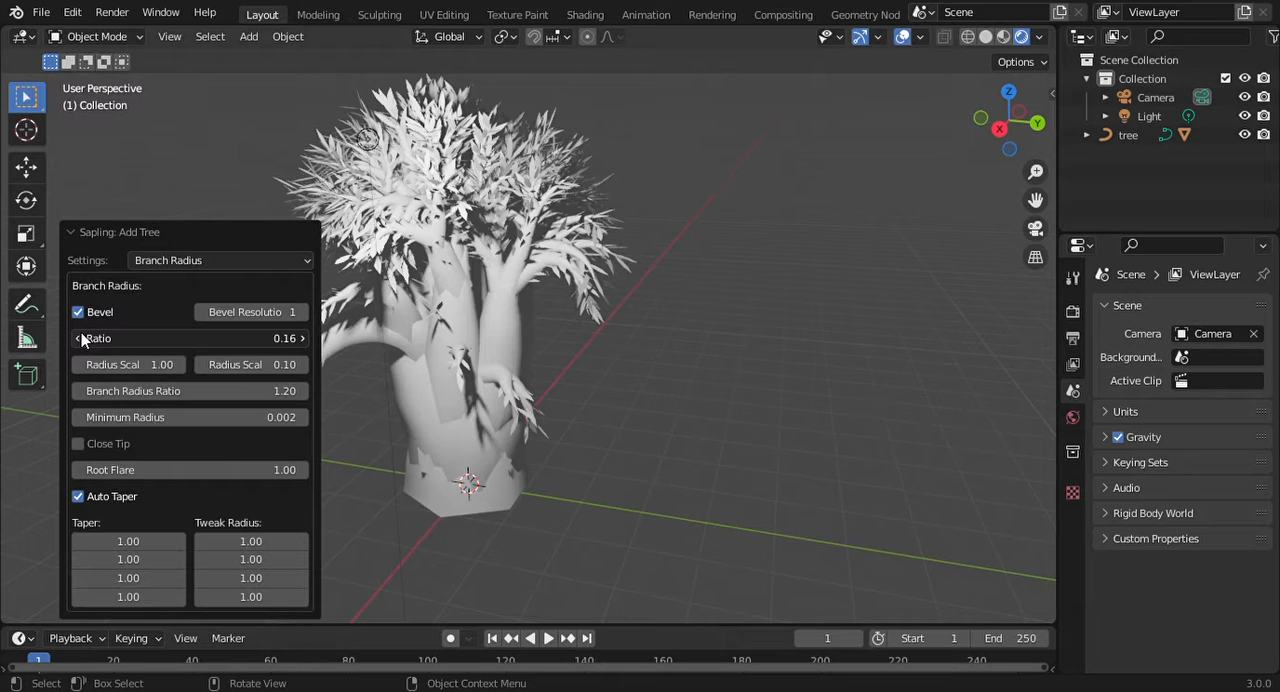 File Edit Render Window Help Layout Modeling Sculpting UV Editing Texture Paint Shading Animation Rendering Compositing Geometry Nod Scene ViewLayer
Object Mode View Select Add Object Global
Options
User Perspective
(1) Collection
Z
Y
X
Scene Collection
Collection
Camera
Light
tree
Sapling: Add Tree
Settings: Branch Radius
Branch Radius:
Bevel Bevel Resolutio 1
Ratio 0.16
Radius Scal 1.00 Radius Scal 0.10
Branch Radius Ratio 1.20
Minimum Radius 0.002
Close Tip
Root Flare 1.00
Auto Taper
Taper: Tweak Radius:
1.00 1.00
1.00 1.00
1.00 1.00
1.00 1.00
Scene ViewLayer
Scene
Camera Camera
Background...
Active Clip
Units
Gravity
Keying Sets
Audio
Rigid Body World
Custom Properties
Playback Keying View Marker 1 Start 1 End 250
1 20 40 60 80 100 120 140 160 180 200 220 240
Select Box Select Rotate View Object Context Menu 3.0.0